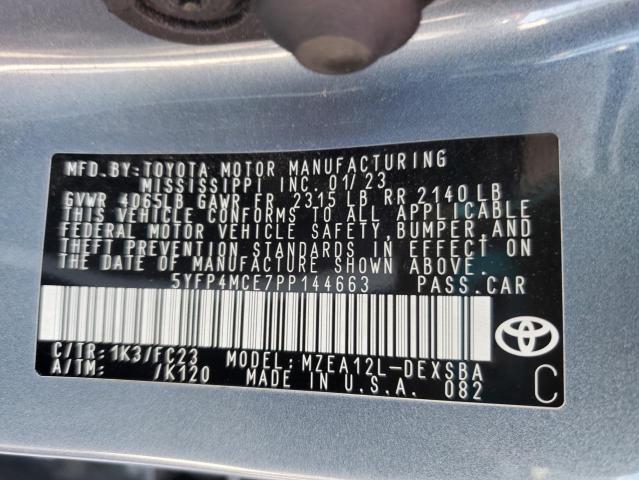 MFD.BY:TOYOTA MOTOR MANUFACTURING
MISSISSIPPI INC. 01/23
GVWR 4065LB GAWR FR 2315 LB RR 2140LB
THIS VEHICLE CONFORMS TO ALL APPLICABLE
FEDERAL MOTOR VEHICLE SAFETY, BUMPER, AND
THEFT PREVENTION STANDARDS IN EFFECT ON
THE DATE OF MANUFACTURE SHOWN ABOVE.
5YFP4MCE7PP144663 PASS.CAR
C/TR: 1K3/FC23 MODEL: MZEA12L-DEXSBA
A/TM: /K120 MADE IN U.S.A. 082
TOYOTA
C